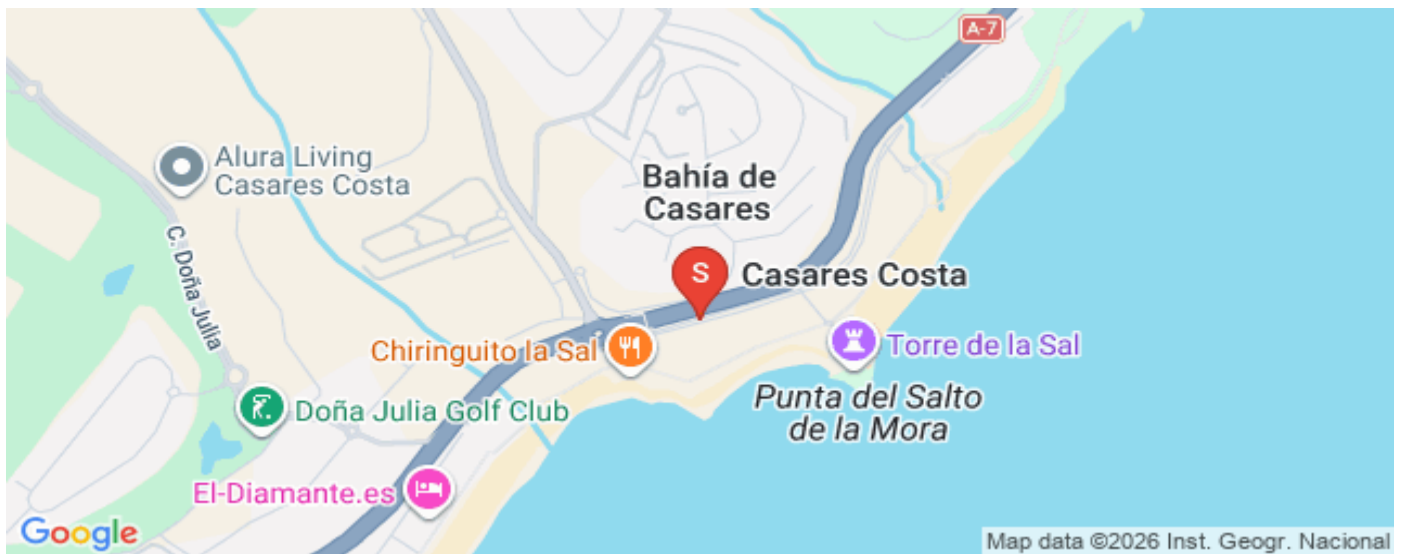 A-7
Alura Living
Casares Costa
Bahía de
Casares
C. Doña Julia
S
Casares Costa
Chiringuito la Sal
Torre de la Sal
Punta del Salto
de la Mora
Doña Julia Golf Club
El-Diamante.es
Google
Map data ©2026 Inst. Geogr. Nacional